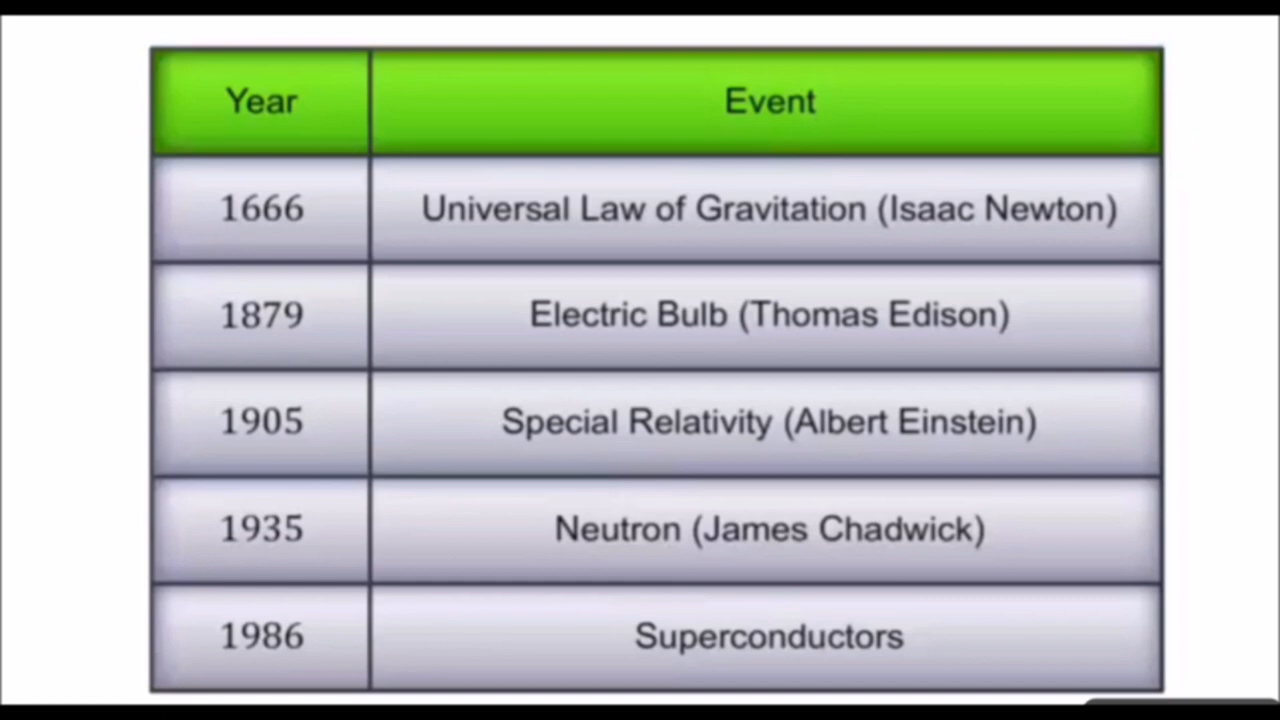 Year Event
1666 Universal Law of Gravitation (Isaac Newton)
1879 Electric Bulb (Thomas Edison)
1905 Special Relativity (Albert Einstein)
1935 Neutron (James Chadwick)
1986 Superconductors